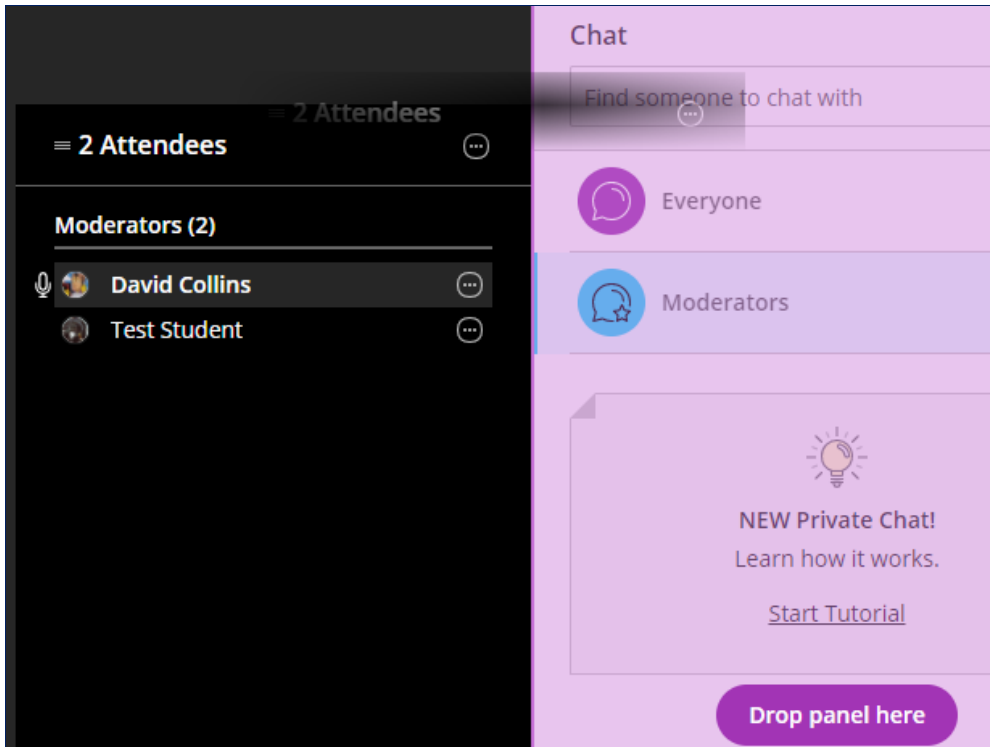 2 Attendees
2 Attendees
Moderators (2)
David Collins
Test Student
Chat
Find someone to chat with
Everyone
Moderators
NEW Private Chat!
Learn how it works.
Start Tutorial
Drop panel here